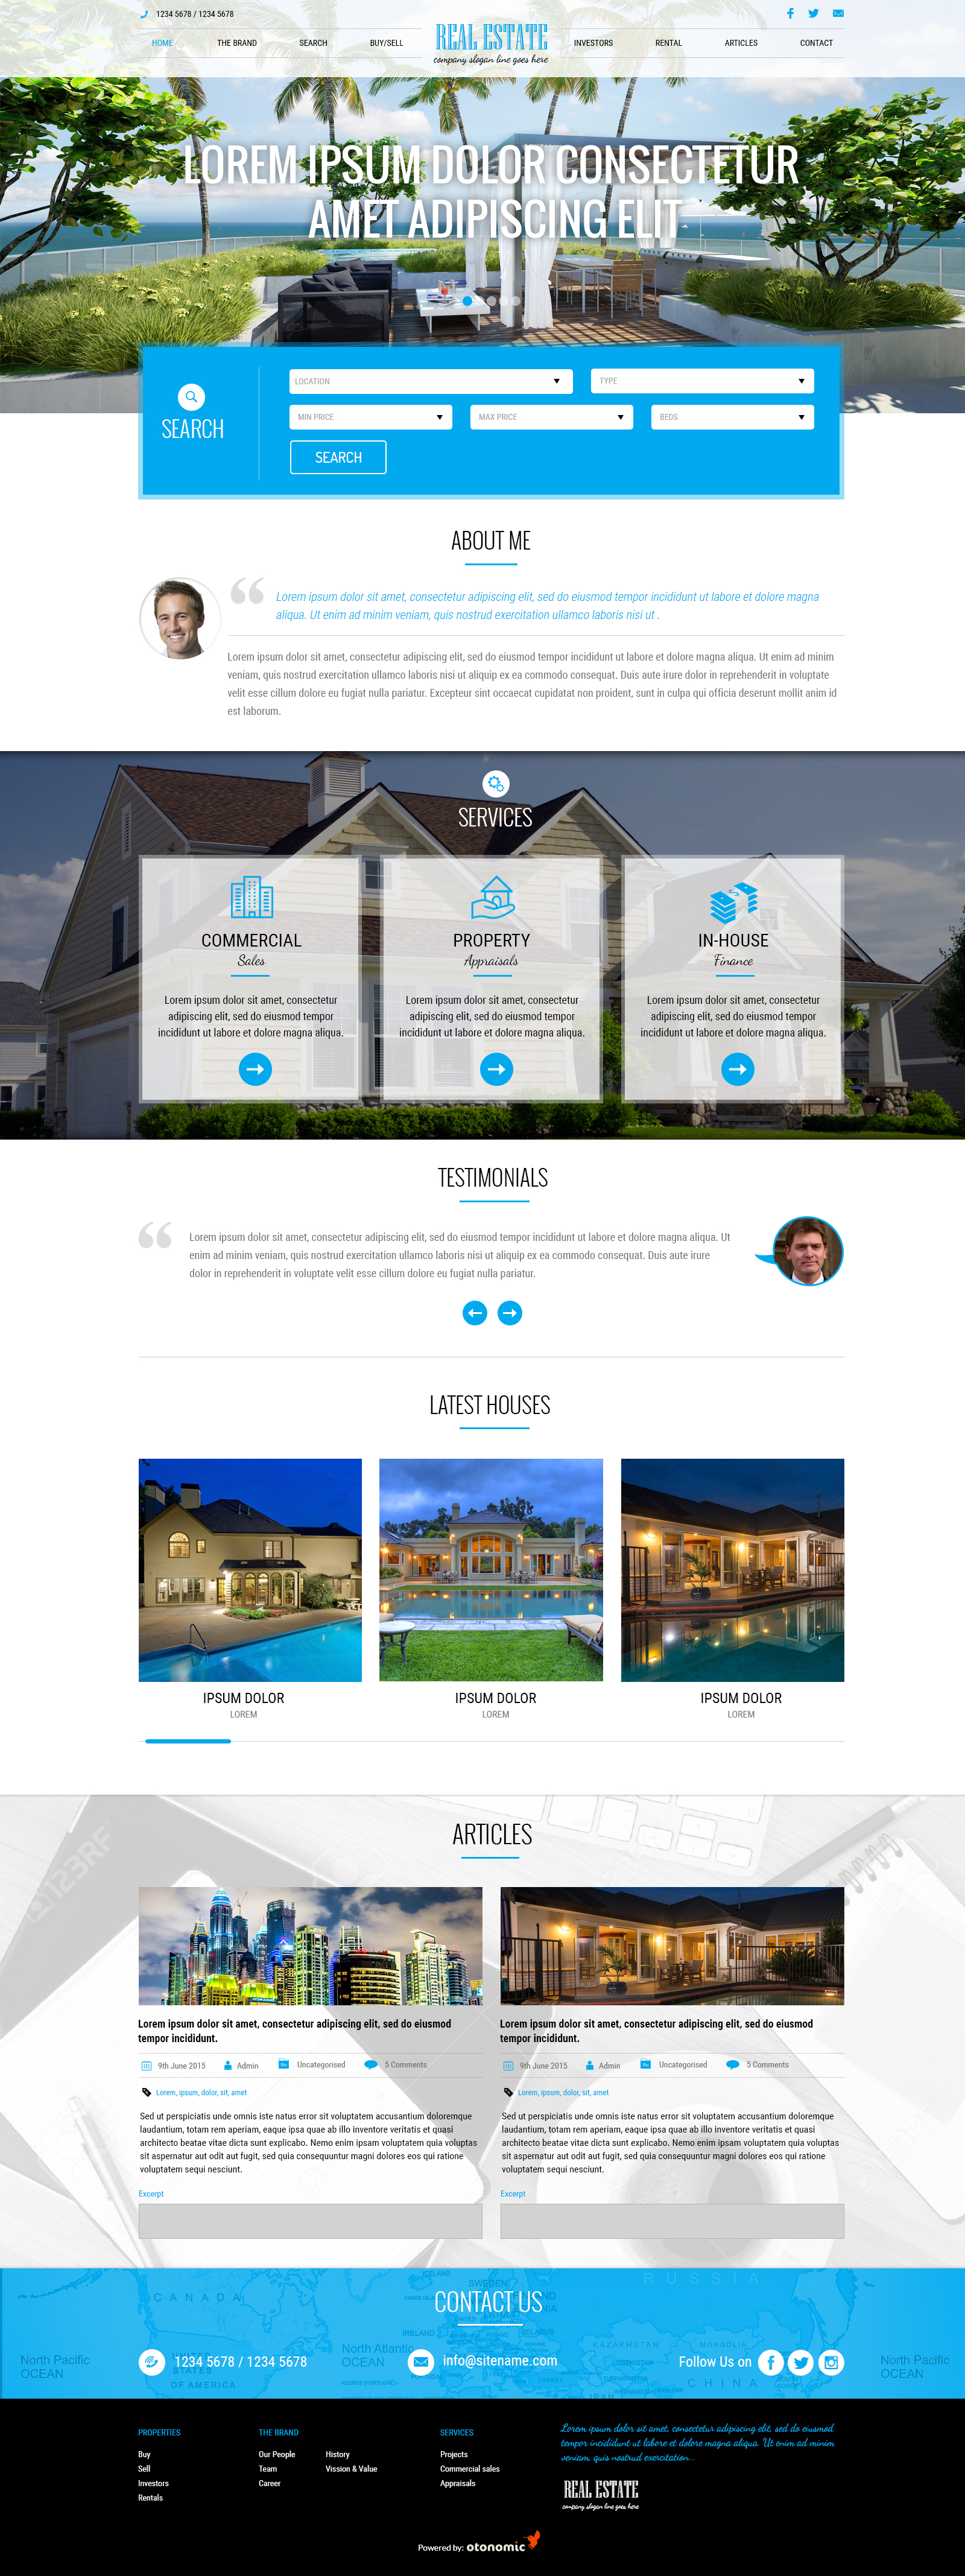 1234 5678 / 1234 5678
HOME THE BRAND SEARCH BUY/SELL
REAL ESTATE
company slogan line goes here
INVESTORS RENTAL ARTICLES CONTACT
LOREM IPSUM DOLOR CONSECTETUR
AMET ADIPISCING ELIT
SEARCH
LOCATION TYPE
MIN PRICE MAX PRICE BEDS
SEARCH
ABOUT ME
Lorem ipsum dolor sit amet, consectetur adipiscing elit, sed do eiusmod tempor incididunt ut labore et dolore magna
aliqua. Ut enim ad minim veniam, quis nostrud exercitation ullamco laboris nisi ut .
Lorem ipsum dolor sit amet, consectetur adipiscing elit, sed do eiusmod tempor incididunt ut labore et dolore magna aliqua. Ut enim ad minim
veniam, quis nostrud exercitation ullamco laboris nisi ut aliquip ex ea commodo consequat. Duis aute irure dolor in reprehenderit in voluptate
velit esse cillum dolore eu fugiat nulla pariatur. Excepteur sint occaecat cupidatat non proident, sunt in culpa qui officia deserunt mollit anim id
est laborum.
SERVICES
COMMERCIAL
Sales
Lorem ipsum dolor sit amet, consectetur
adipiscing elit, sed do eiusmod tempor
incididunt ut labore et dolore magna aliqua.
PROPERTY
Appraisals
Lorem ipsum dolor sit amet, consectetur
adipiscing elit, sed do eiusmod tempor
incididunt ut labore et dolore magna aliqua.
IN-HOUSE
Finance
Lorem ipsum dolor sit amet, consectetur
adipiscing elit, sed do eiusmod tempor
incididunt ut labore et dolore magna aliqua.
TESTIMONIALS
Lorem ipsum dolor sit amet, consectetur adipiscing elit, sed do eiusmod tempor incididunt ut labore et dolore magna aliqua. Ut
enim ad minim veniam, quis nostrud exercitation ullamco laboris nisi ut aliquip ex ea commodo consequat. Duis aute irure
dolor in reprehenderit in voluptate velit esse cillum dolore eu fugiat nulla pariatur.
LATEST HOUSES
IPSUM DOLOR
LOREM
IPSUM DOLOR
LOREM
IPSUM DOLOR
LOREM
123RF
ARTICLES
Lorem ipsum dolor sit amet, consectetur adipiscing elit, sed do eiusmod
tempor incididunt.
9th June 2015 Admin Uncategorised 5 Comments
Lorem, ipsum, dolor, sit, amet
Sed ut perspiciatis unde omnis iste natus error sit voluptatem accusantium doloremque
laudantium, totam rem aperiam, eaque ipsa quae ab illo inventore veritatis et quasi
architecto beatae vitae dicta sunt explicabo. Nemo enim ipsam voluptatem quia voluptas
sit aspernatur aut odit aut fugit, sed quia consequuntur magni dolores eos qui ratione
voluptatem sequi nesciunt.
Excerpt
Lorem ipsum dolor sit amet, consectetur adipiscing elit, sed do eiusmod
tempor incididunt.
9th June 2015 Admin Uncategorised 5 Comments
Lorem, ipsum, dolor, sit, amet
Sed ut perspiciatis unde omnis iste natus error sit voluptatem accusantium doloremque
laudantium, totam rem aperiam, eaque ipsa quae ab illo inventore veritatis et quasi
architecto beatae vitae dicta sunt explicabo. Nemo enim ipsam voluptatem quia voluptas
sit aspernatur aut odit aut fugit, sed quia consequuntur magni dolores eos qui ratione
voluptatem sequi nesciunt.
Excerpt
CONTACT US
CANADA
ICELAND
SWEDEN
RUSSIA
IRELAND
BELARUS
KAZAKHSTAN
MONGOLIA
North Pacific
OCEAN
STATES
OF AMERICA
North Atlantic
OCEAN
CHINA
IRAN
North Pacific
OCEAN
1234 5678 / 1234 5678
info@sitename.com
Follow Us on
PROPERTIES
Buy
Sell
Investors
Rentals
THE BRAND
Our People History
Team Vission & Value
Career
SERVICES
Projects
Commercial sales
Appraisals
Lorem ipsum dolor sit amet, consectetur adipiscing elit, sed do eiusmod
tempor incididunt ut labore et dolore magna aliqua. Ut enim ad minim
veniam, quis nostrud exercitation...
REAL ESTATE
company slogan line goes here
Powered by: otonomic